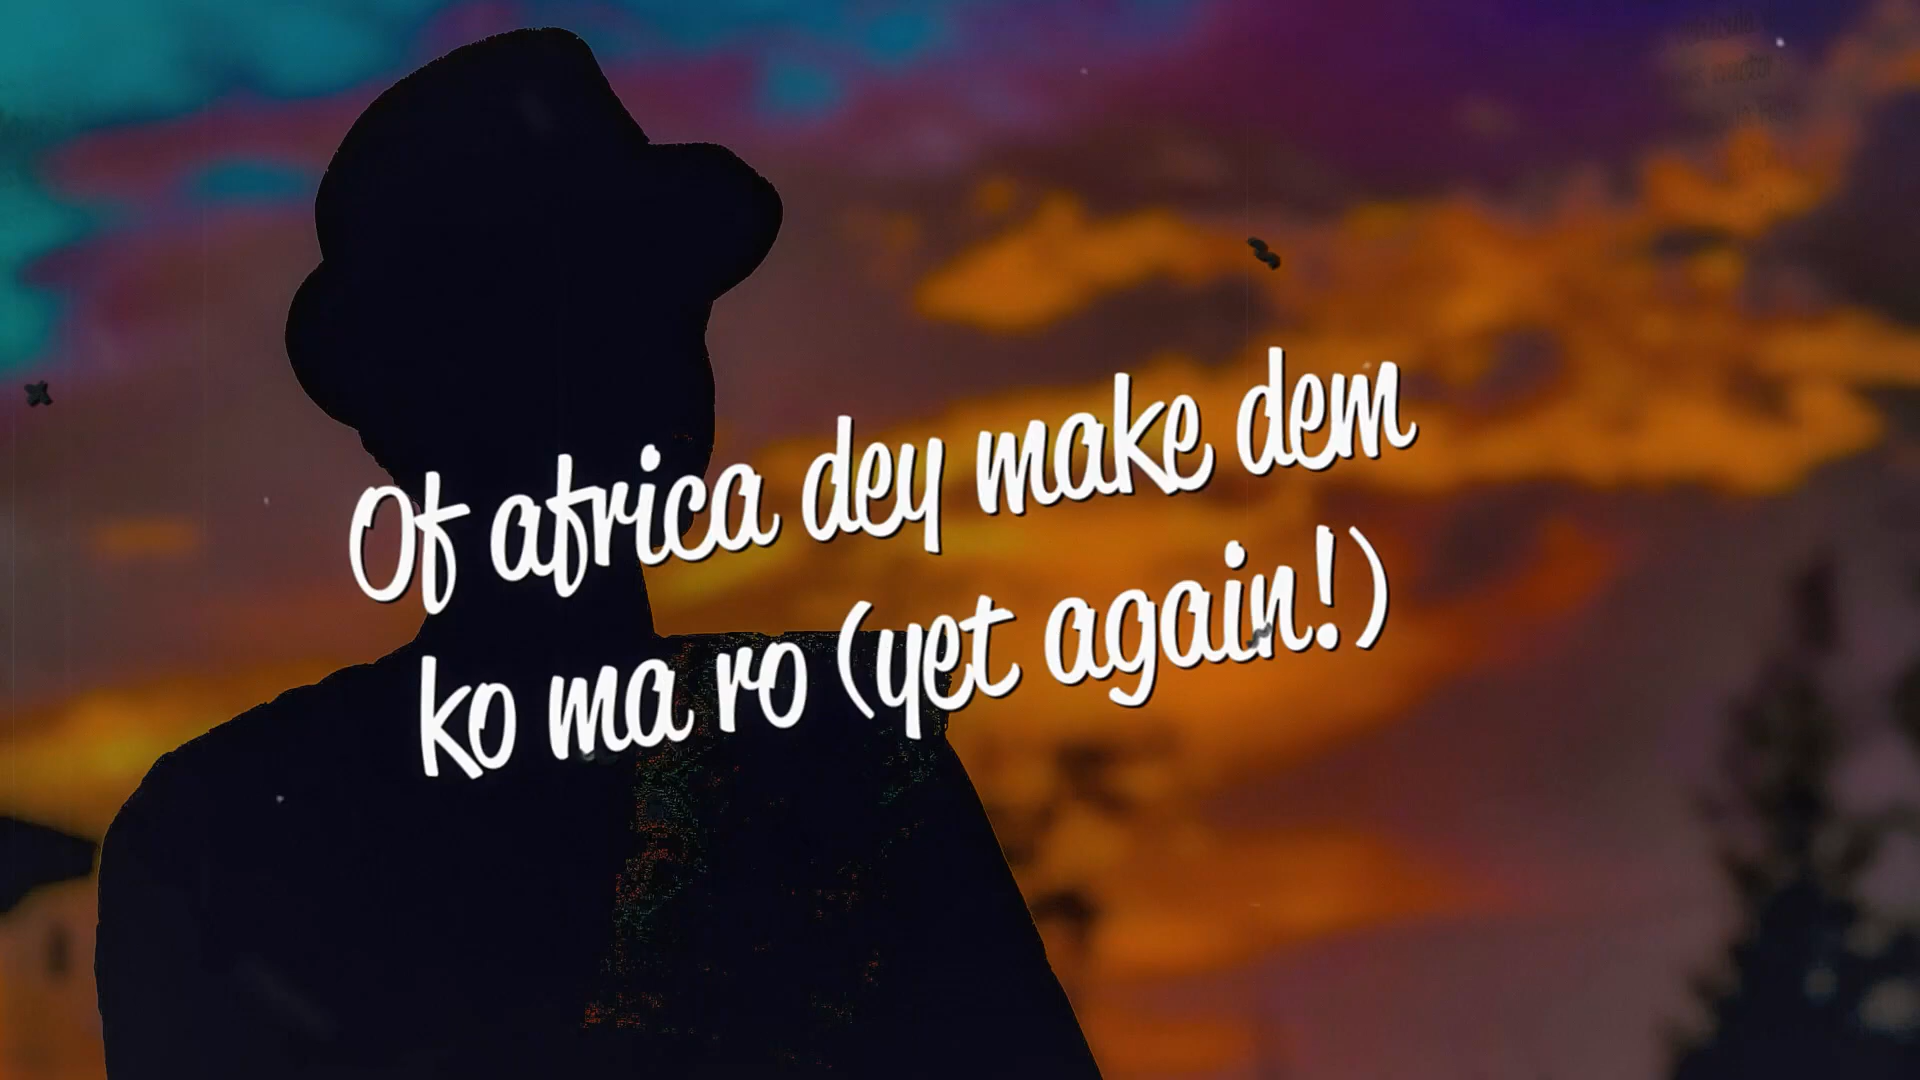 Of africa dey make dem
ko ma ro (yet again!)